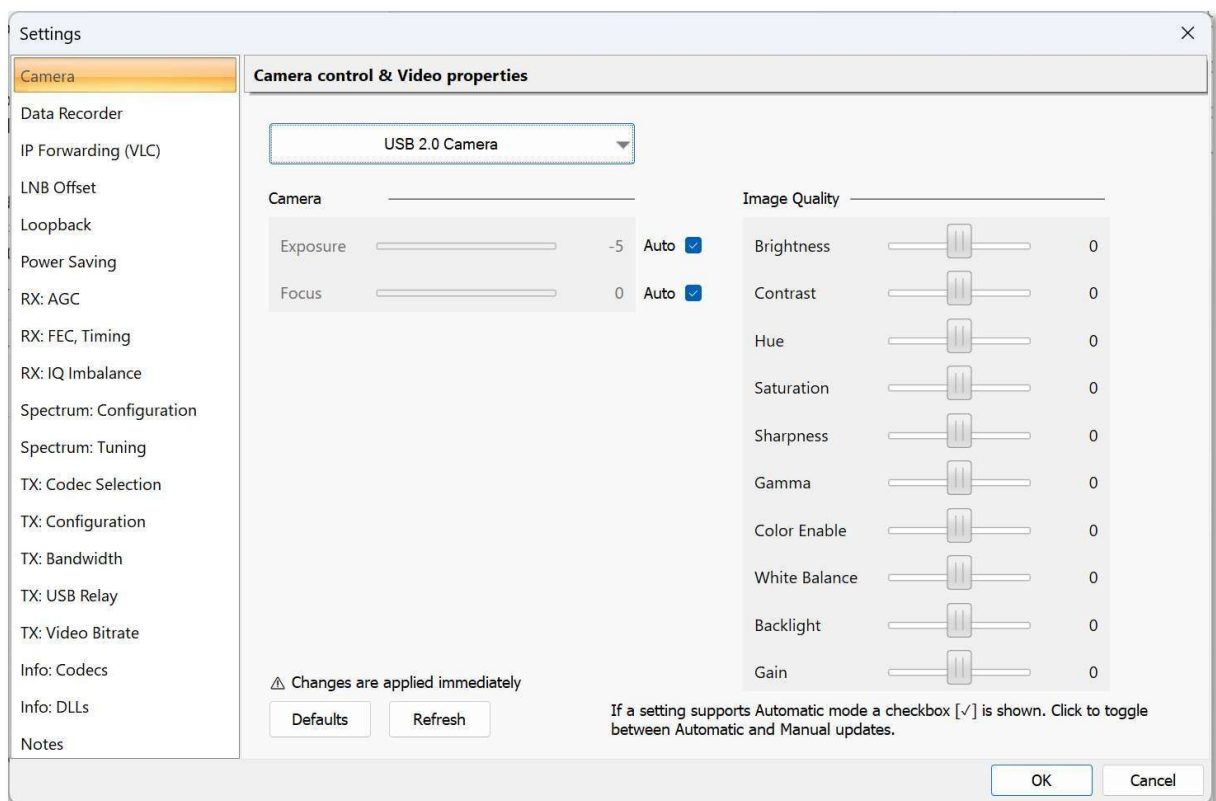 Settings
Camera
Data Recorder
IP Forwarding (VLC)
LNB Offset
Loopback
Power Saving
RX: AGC
RX: FEC, Timing
RX: IQ Imbalance
Spectrum: Configuration
Spectrum: Tuning
TX: Codec Selection
TX: Configuration
TX: Bandwidth
TX: USB Relay
TX: Video Bitrate
Info: Codecs
Info: DLLs
Notes
Camera control & Video properties
USB 2.0 Camera
Camera
Exposure -5 Auto
Focus 0 Auto
Image Quality
Brightness 0
Contrast 0
Hue 0
Saturation 0
Sharpness 0
Gamma 0
Color Enable 0
White Balance 0
Backlight 0
Gain 0
⚠ Changes are applied immediately
Defaults Refresh
If a setting supports Automatic mode a checkbox [✓] is shown. Click to toggle
between Automatic and Manual updates.
OK Cancel